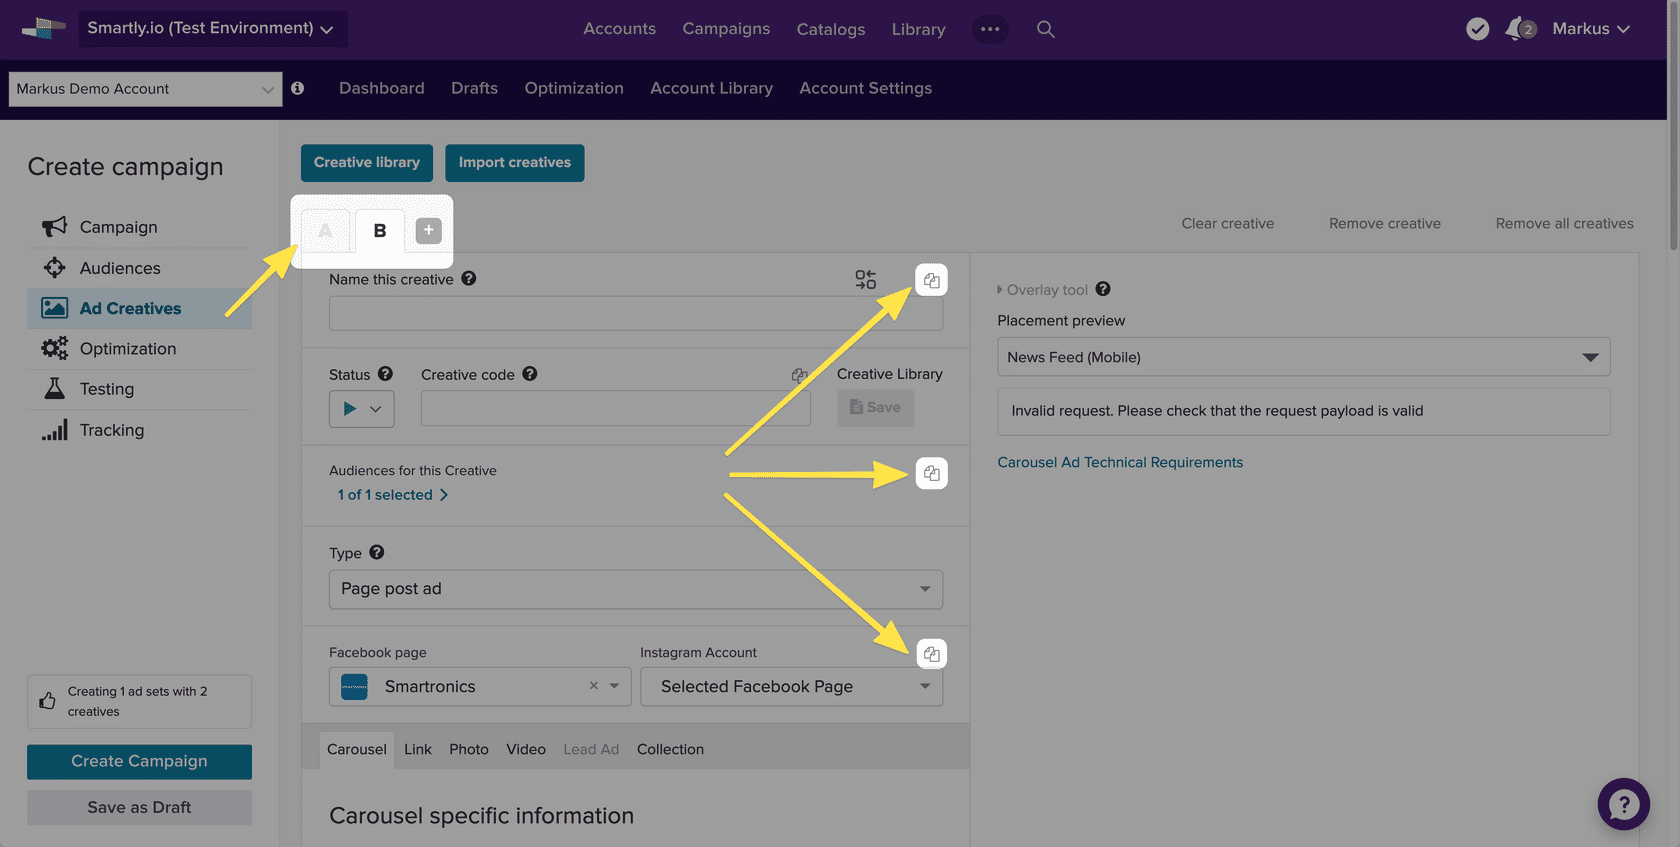 Smartly.io (Test Environment)
Accounts
Campaigns
Catalogs
Library
2
Markus
Markus Demo Account
Dashboard
Drafts
Optimization
Account Library
Account Settings
Create campaign
Campaign
Audiences
Ad Creatives
Optimization
Testing
Tracking
Creating 1 ad sets with 2
creatives
Create Campaign
Save as Draft
Creative library
Import creatives
A
B
+
Clear creative
Remove creative
Remove all creatives
Name this creative ?
Status ?
Creative code ?
Creative Library
Save
Audiences for this Creative
1 of 1 selected
Type ?
Page post ad
Facebook page
Instagram Account
Smartronics
Selected Facebook Page
Carousel
Link
Photo
Video
Lead Ad
Collection
Carousel specific information
Overlay tool ?
Placement preview
News Feed (Mobile)
Invalid request. Please check that the request payload is valid
Carousel Ad Technical Requirements
?